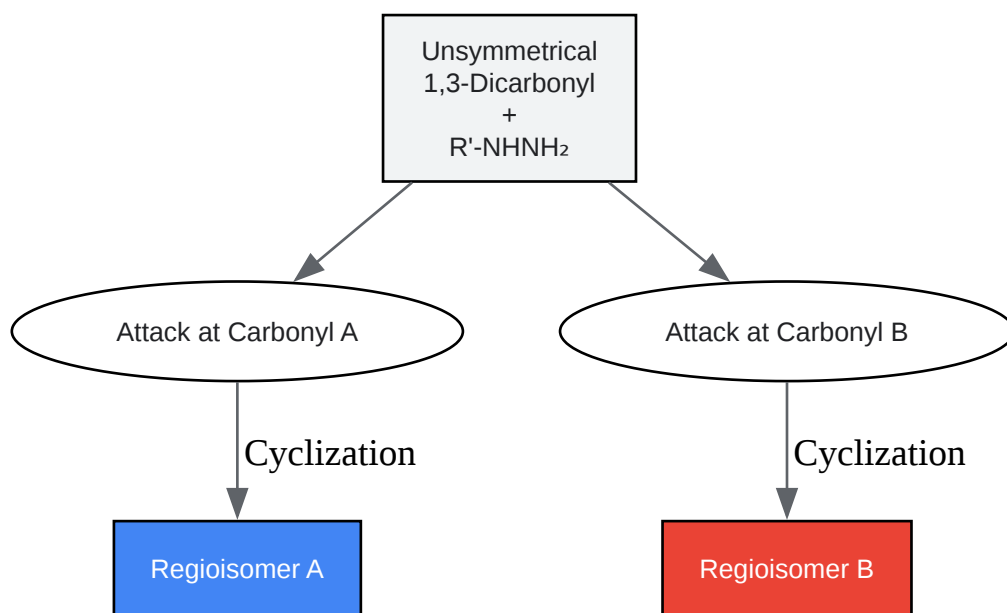 Unsymmetrical
1,3-Dicarbonyl
+
R'-NHNH₂
Attack at Carbonyl A
Attack at Carbonyl B
Cyclization
Cyclization
Regioisomer A
Regioisomer B